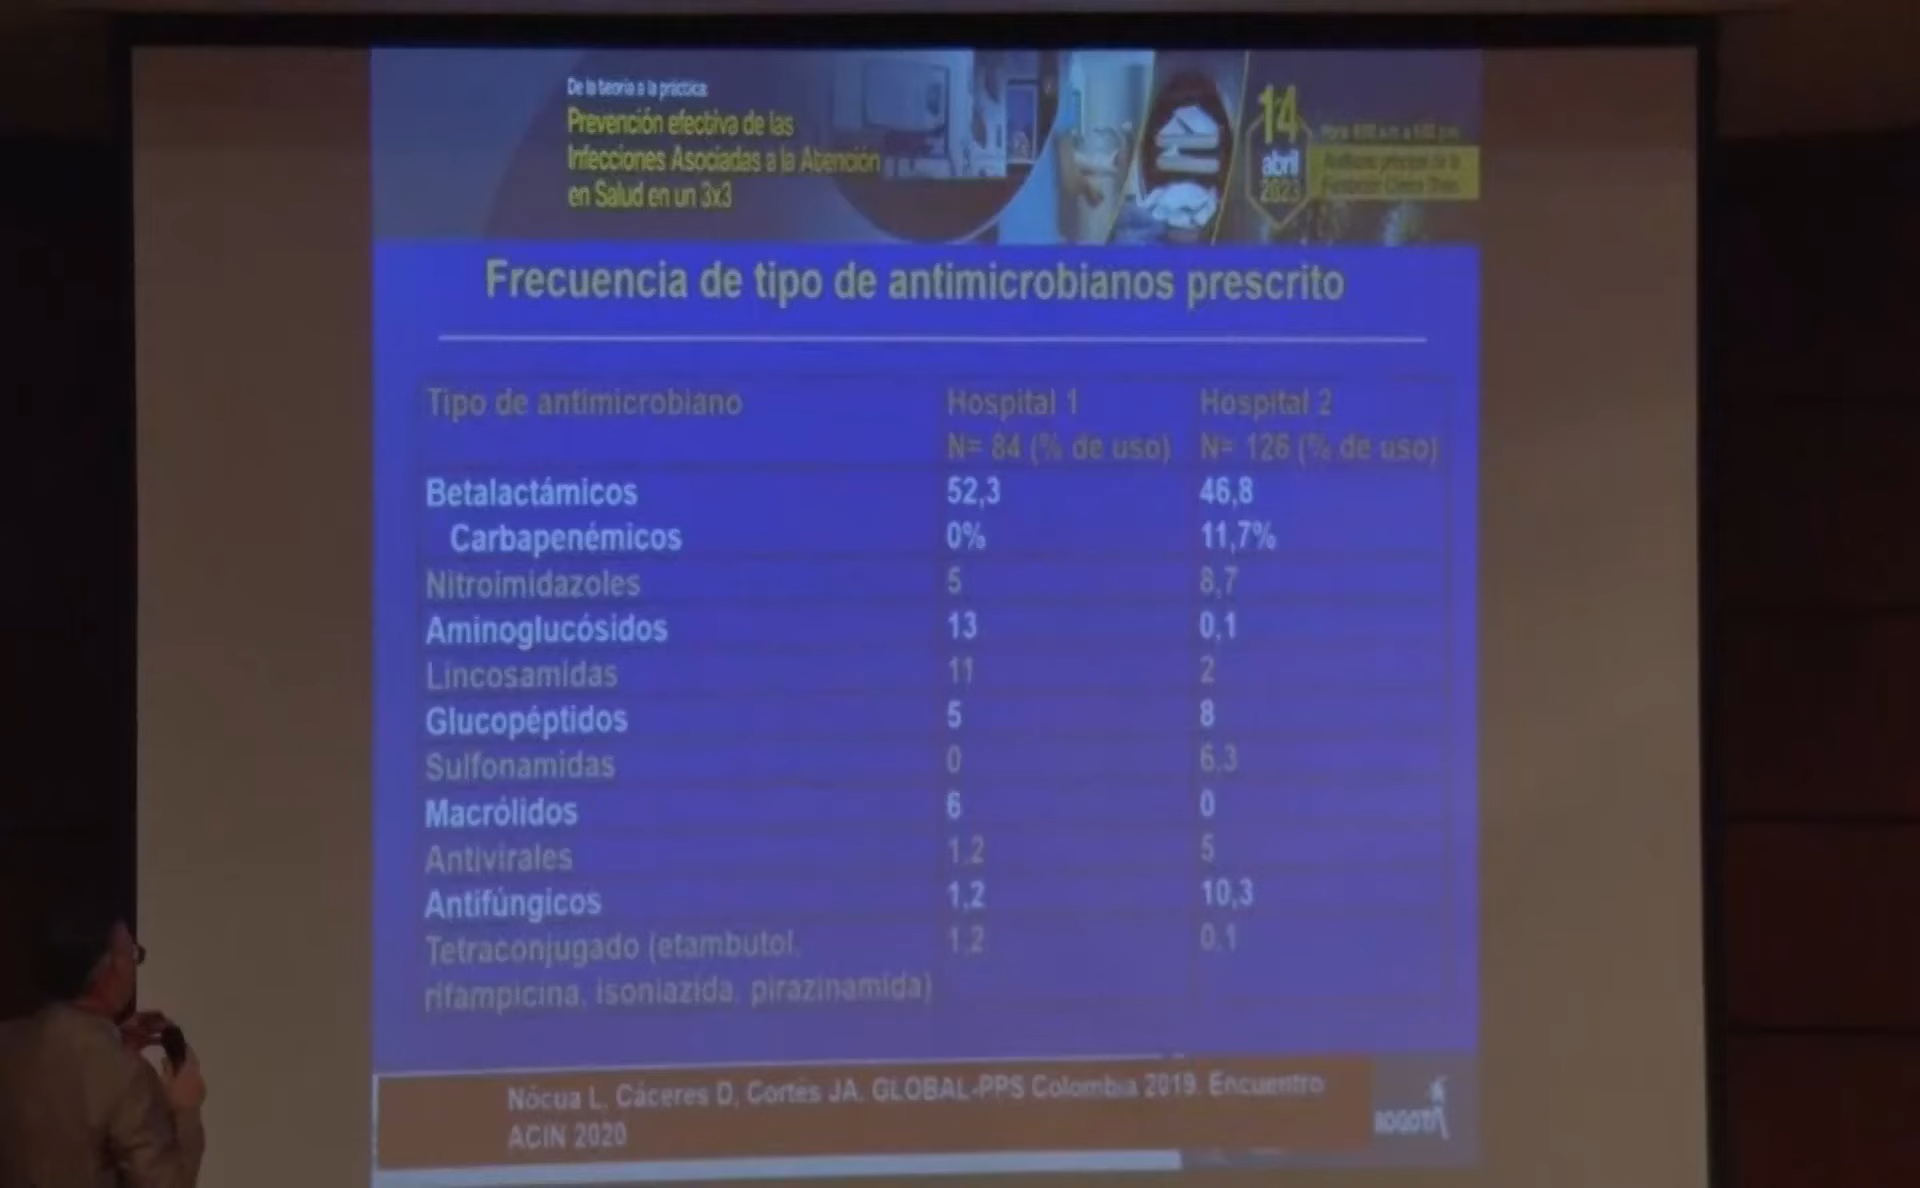 De la teoría a la práctica:
Prevención efectiva de las
Infecciones Asociadas a la Atención
en Salud en un 3x3
14
abril
2023
Frecuencia de tipo de antimicrobianos prescrito
Tipo de antimicrobiano Hospital 1 Hospital 2
N= 84 (% de uso) N= 126 (% de uso)
Betalactámicos 52,3 46,8
Carbapenémicos 0% 11,7%
Nitroimidazoles 5 8,7
Aminoglucósidos 13 0,1
Lincosamidas 11 2
Glucopéptidos 5 8
Sulfonamidas 0 6,3
Macrólidos 6 0
Antivirales 1,2 5
Antifúngicos 1,2 10,3
Tetraconjugado (etambutol, 1,2 0,1
rifampicina, isoniazida, pirazinamida)
Nócua L, Cáceres D, Cortés JA. GLOBAL-PPS Colombia 2019. Encuentro
ACIN 2020
BOGOTÁ